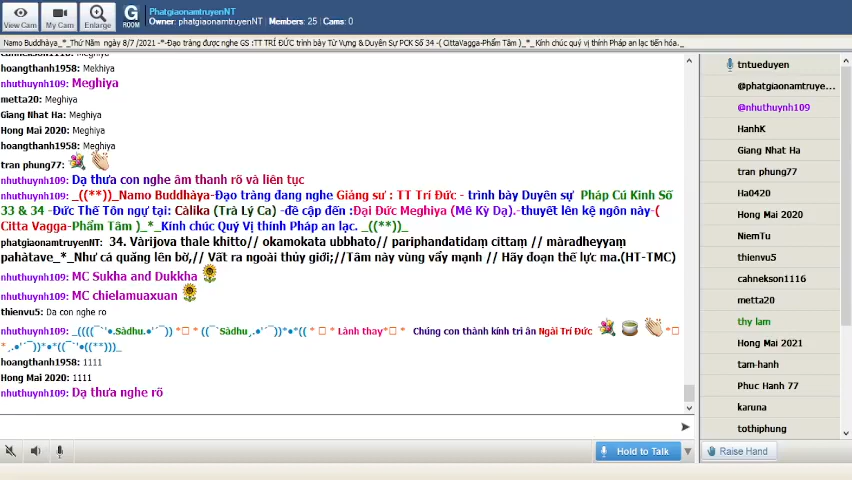 View Cam
My Cam
Enlarge
G
ROOM
PhatgiaonamtruyenNT
Owner: phatgiaonamtruyenNT | Members: 25 | Cams: 0
Namo Buddhàya_*_Thứ Năm ngày 8/7 /2021 -*-Đạo tràng được nghe GS :TT TRÍ ĐỨC trình bày Từ Vựng & Duyên Sự PCK Số 34 -( CittaVagga-Phẩm Tâm )_*_ Kính chúc quý vị thính Pháp an lạc tiến hóa._
cahnekson1116: Meghiya
hoangthanh1958: Mekhiya
nhuthuynh109: Meghiya
metta20: Meghiya
Giang Nhat Ha: Meghiya
Hong Mai 2020: Meghiya
hoangthanh1958: Meghiya
tran phung77:
nhuthuynh109: Dạ thưa con nghe âm thanh rõ và liên tục
nhuthuynh109: _((**))_Namo Buddhàya-Đạo tràng đang nghe Giảng sư : TT Trí Đức - trình bày Duyên sự Pháp Cú Kinh Số
33 & 34 -Đức Thế Tôn ngự tại: Càlika (Trà Lý Ca) -đề cập đến :Đại Đức Meghiya (Mê Kỳ Dạ).-thuyết lên kệ ngôn này-(
Citta Vagga-Phẩm Tâm )_*_Kính chúc Quý Vị thính Pháp an lạc. _((**))_
phatgiaonamtruyenNT: 34. Vàrijova thale khitto// okamokata ubbhato// pariphandatidaṃ cittaṃ// màradheyyaṃ
pahàtave_*_Như cá quăng lên bờ,// Vất ra ngoài thủy giới;//Tâm này vùng vẫy mạnh // Hãy đoạn thế lực ma.(HT-TMC)
nhuthuynh109: MC Sukha and Dukkha
nhuthuynh109: MC chielamuaxuan
thienvu5: Da con nghe ro
nhuthuynh109: _((((¯`'•.Sàdhu.•'´¯)) *□ * ((¯`Sàdhu¸.•'´¯))*•*(( * □ * Lành thay*□ * Chúng con thành kính tri ân Ngài Trí Đức *□
*¸.•'´¯))*•*((¯`'•((**)))_
hoangthanh1958: 1111
Hong Mai 2020: 1111
nhuthuynh109: Dạ thưa nghe rõ
Hold to Talk
tntueduyen
@phatgiaonamtruye...
@nhuthuynh109
HanhK
Giang Nhat Ha
tran phung77
Ha0420
Hong Mai 2020
NiemTu
thienvu5
cahnekson1116
metta20
thy lam
Hong Mai 2021
tam-hanh
Phuc Hanh 77
karuna
tothiphung
Raise Hand